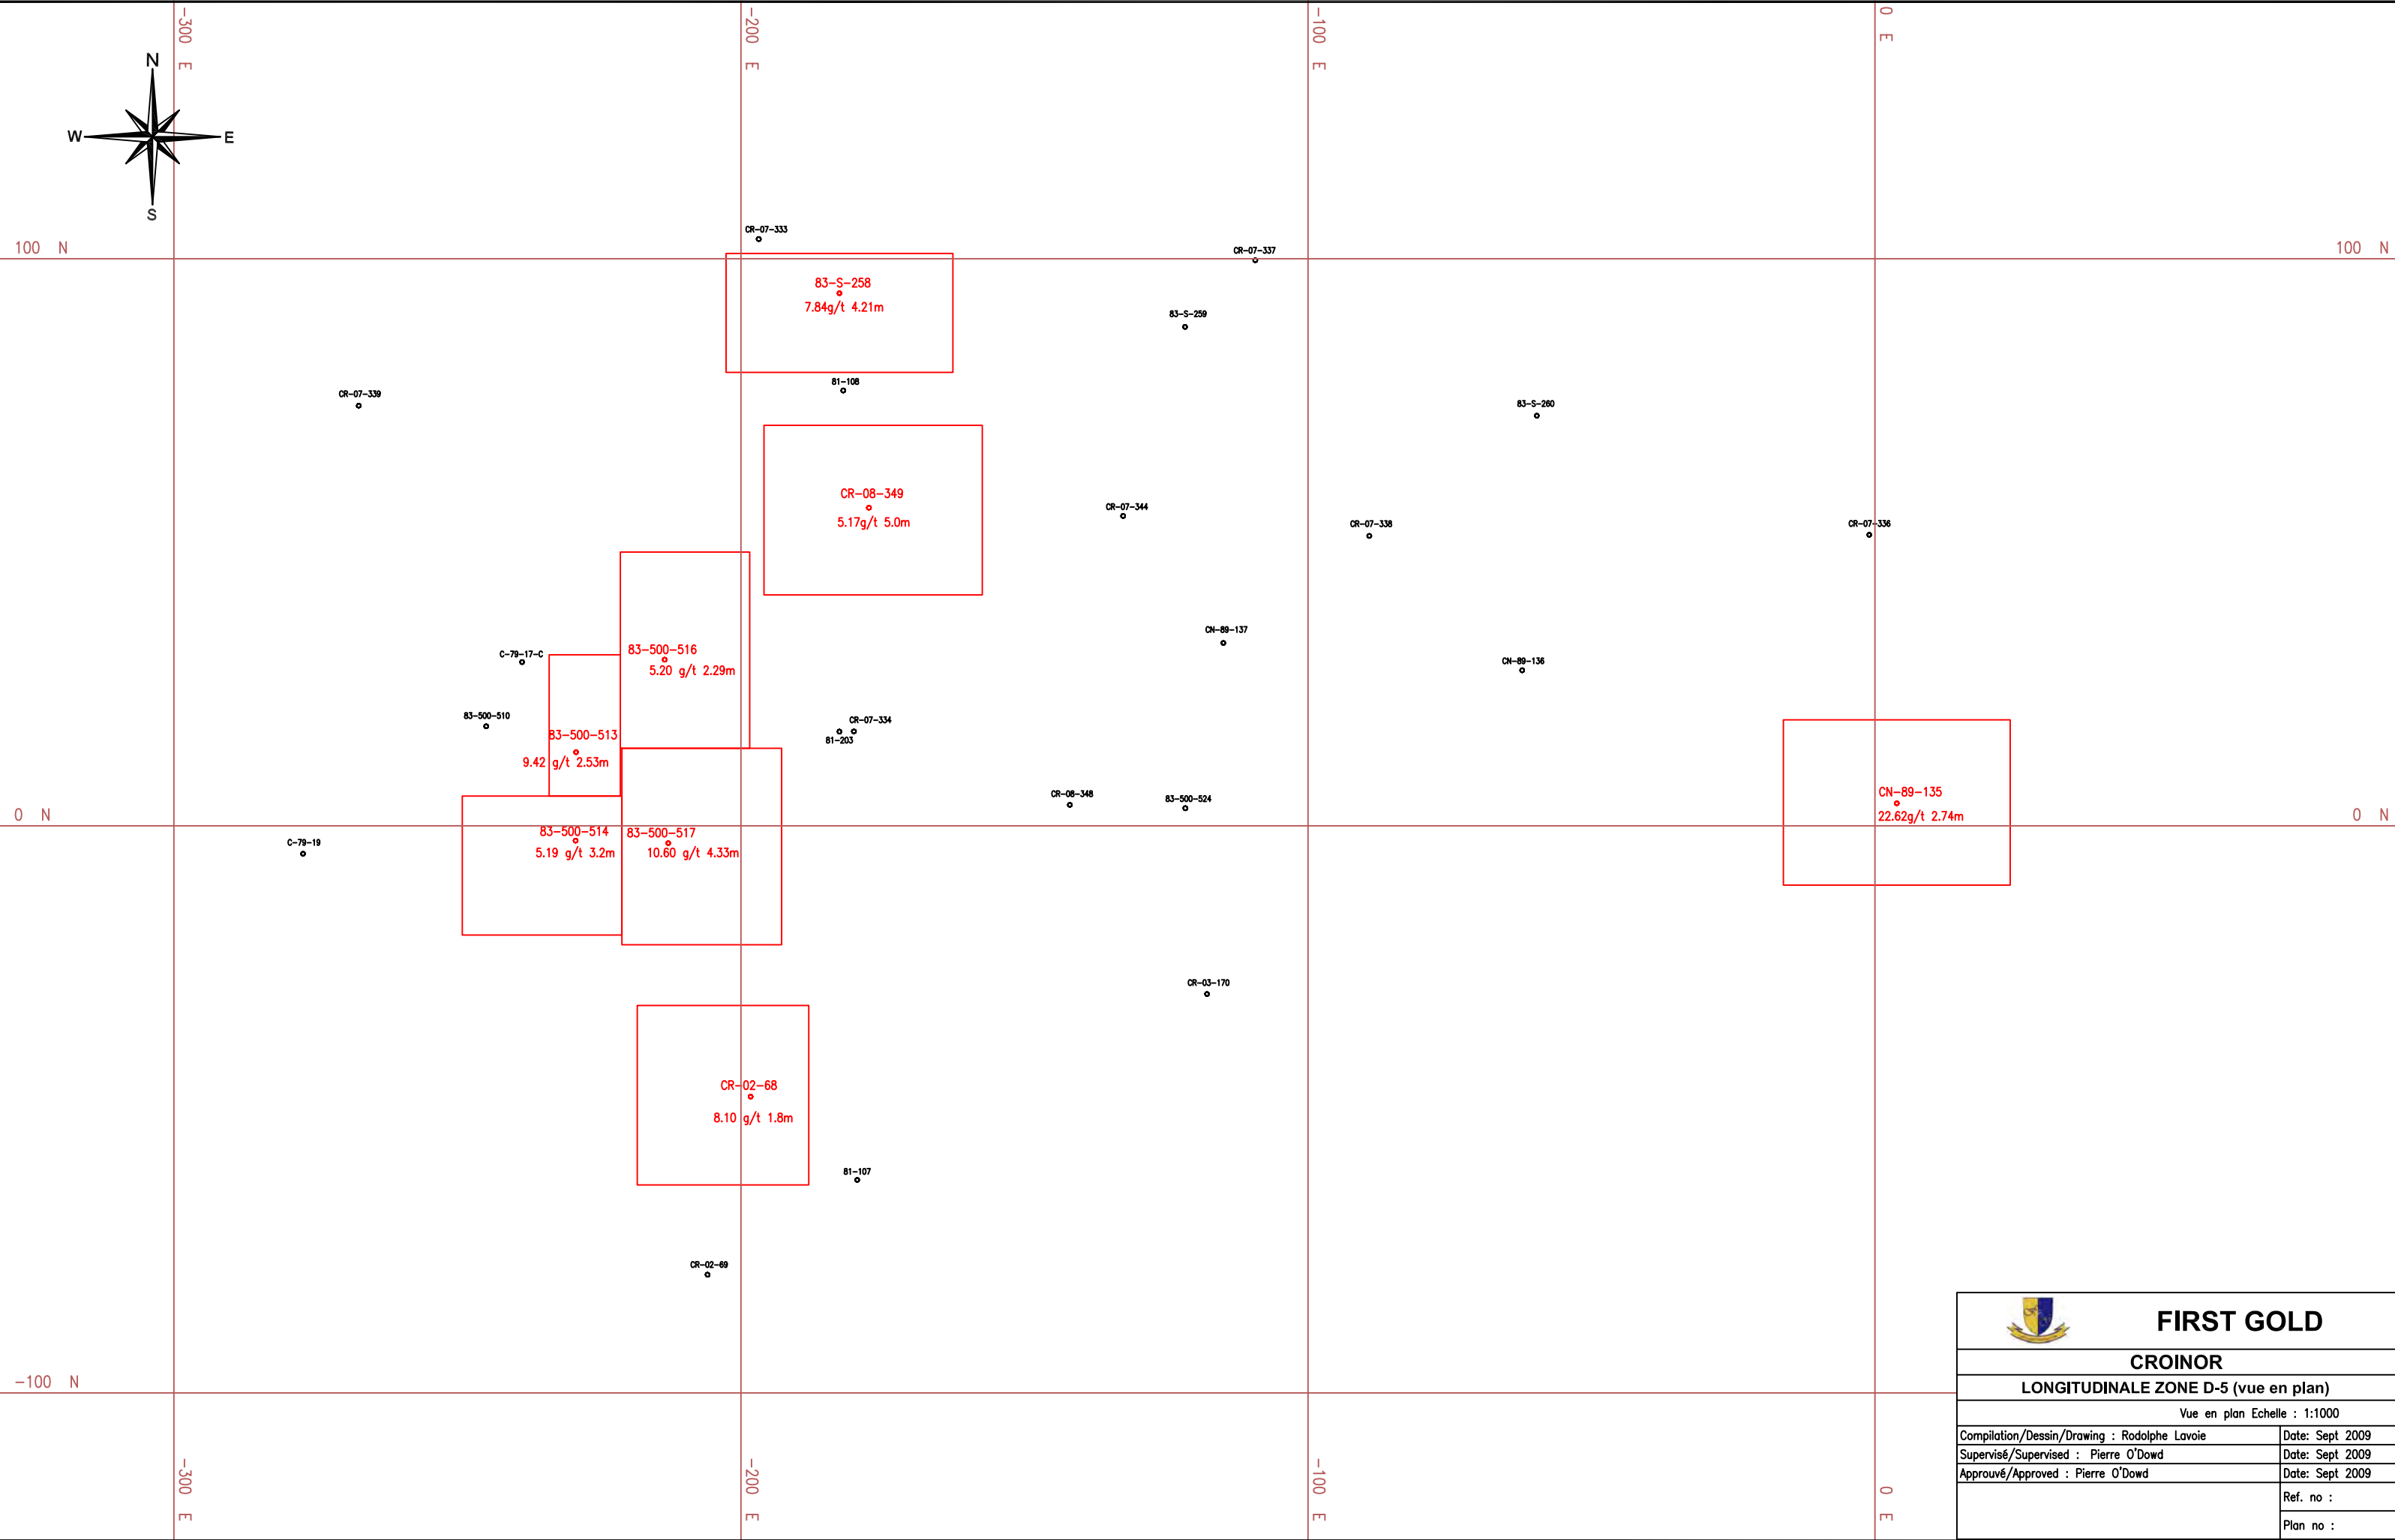 -300 E
-200 E
-100 E
0 E
N
W E
S
100 N
100 N
CR-07-333
CR-07-337
83-S-258
7.84g/t 4.21m
83-S-259
81-108
CR-07-339
83-S-260
CR-08-349
5.17g/t 5.0m
CR-07-344
CR-07-338
CR-07-336
CN-89-137
83-500-516
5.20 g/t 2.29m
C-79-17-C
CN-89-136
83-500-510
CR-07-334
81-203
83-500-513
9.42 g/t 2.53m
CR-08-348
83-500-524
CN-89-135
22.62g/t 2.74m
0 N
0 N
83-500-514
5.19 g/t 3.2m
83-500-517
10.60 g/t 4.33m
C-79-19
CR-03-170
CR-02-68
8.10 g/t 1.8m
81-107
CR-02-69
-100 N
-300 E
-200 E
-100 E
0 E
FIRST GOLD
CROINOR
LONGITUDINALE ZONE D-5 (vue en plan)
Vue en plan Echelle : 1:1000
Compilation/Dessin/Drawing : Rodolphe Lavoie Date: Sept 2009
Supervisé/Supervised : Pierre O'Dowd Date: Sept 2009
Approuvé/Approved : Pierre O'Dowd Date: Sept 2009
Ref. no :
Plan no :